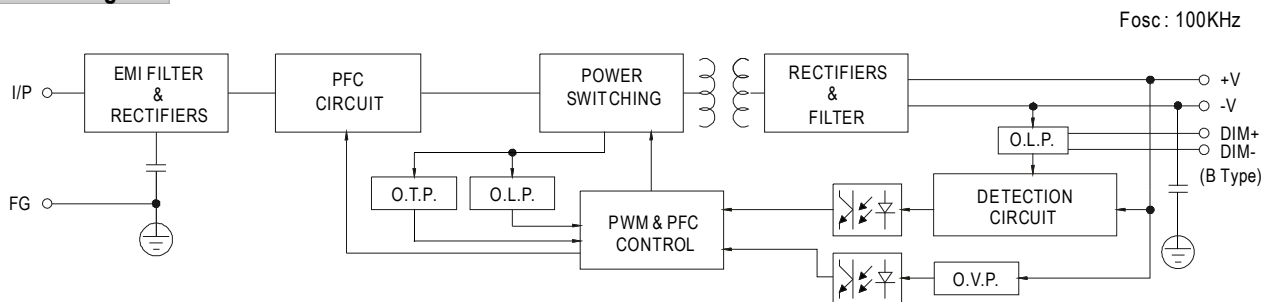 Fosc : 100KHz
I/P
EMI FILTER
&
RECTIFIERS
PFC
CIRCUIT
POWER
SWITCHING
RECTIFIERS
&
FILTER
+V
-V
DIM+
DIM-
(B Type)
O.L.P.
FG
O.T.P.
O.L.P.
PWM & PFC
CONTROL
DETECTION
CIRCUIT
O.V.P.